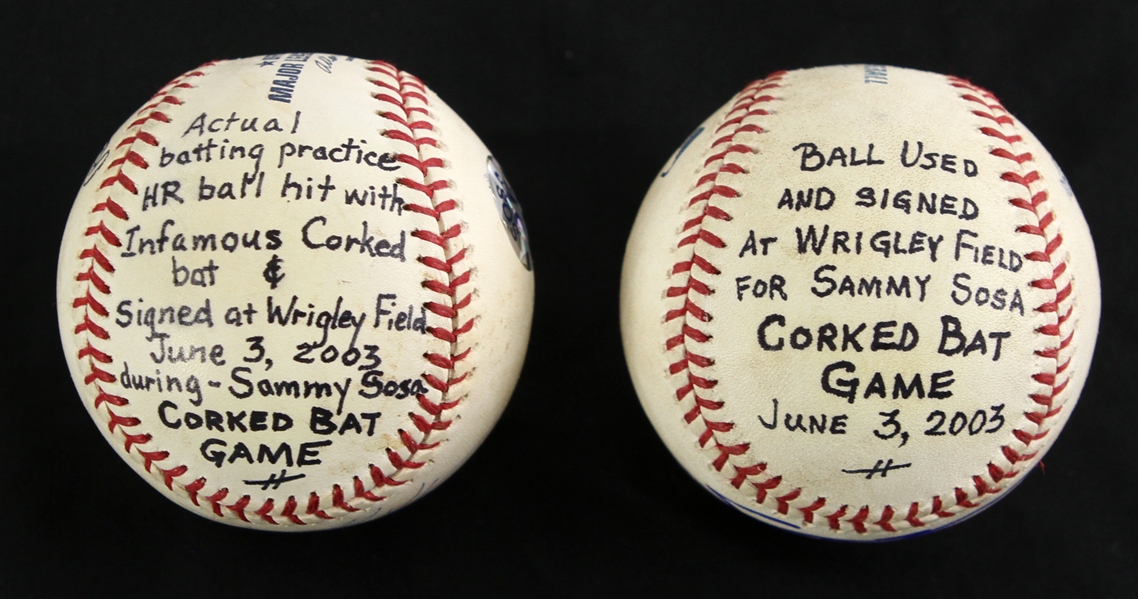 MAJOR LEA
Actual
batting practice
HR ball hit with
Infamous Corked
bat ¢
Signed at Wrigley Field
June 3, 2003
during - Sammy Sosa
CORKED BAT
GAME
H
BALL USED
AND SIGNED
AT WRIGLEY FIELD
FOR SAMMY SOSA
CORKED BAT
GAME
JUNE 3, 2003
H